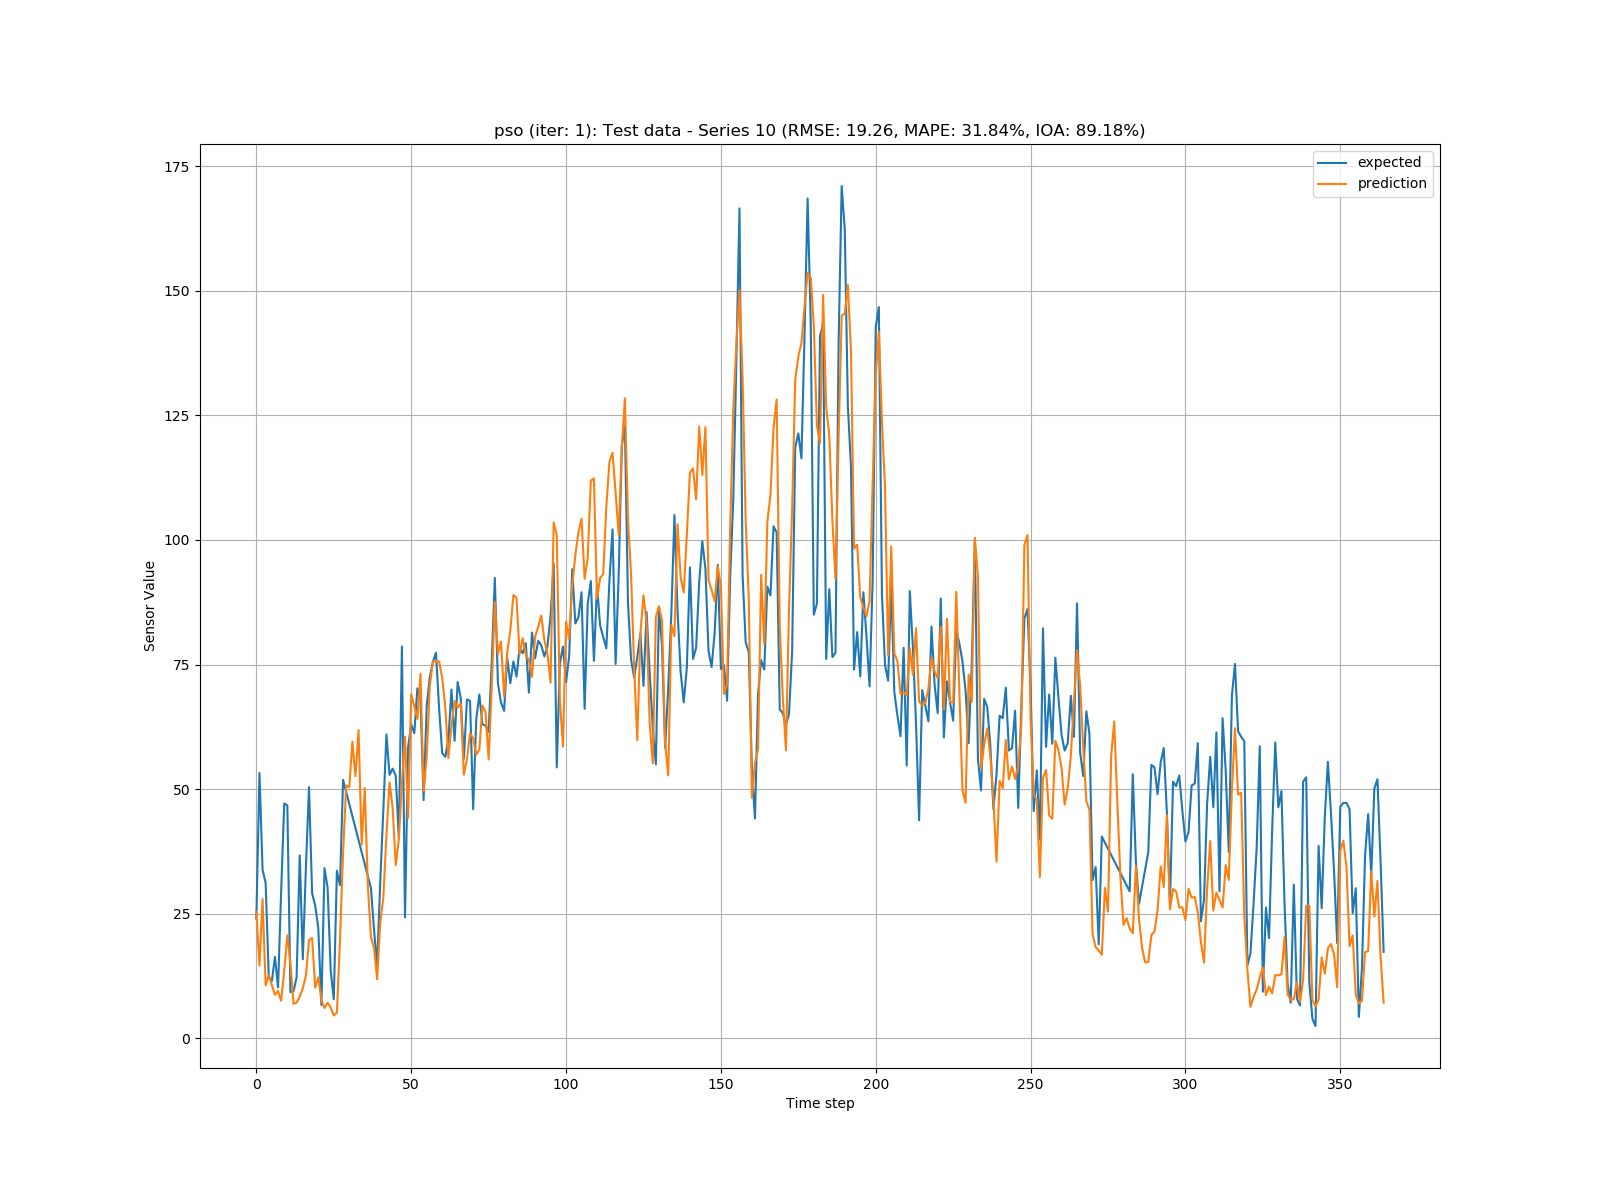 pso (iter: 1): Test data - Series 10 (RMSE: 19.26, MAPE: 31.84%, IOA: 89.18%)
expected
prediction
175
150
125
100
75
50
25
0
Sensor Value
0 50 100 150 200 250 300 350
Time step